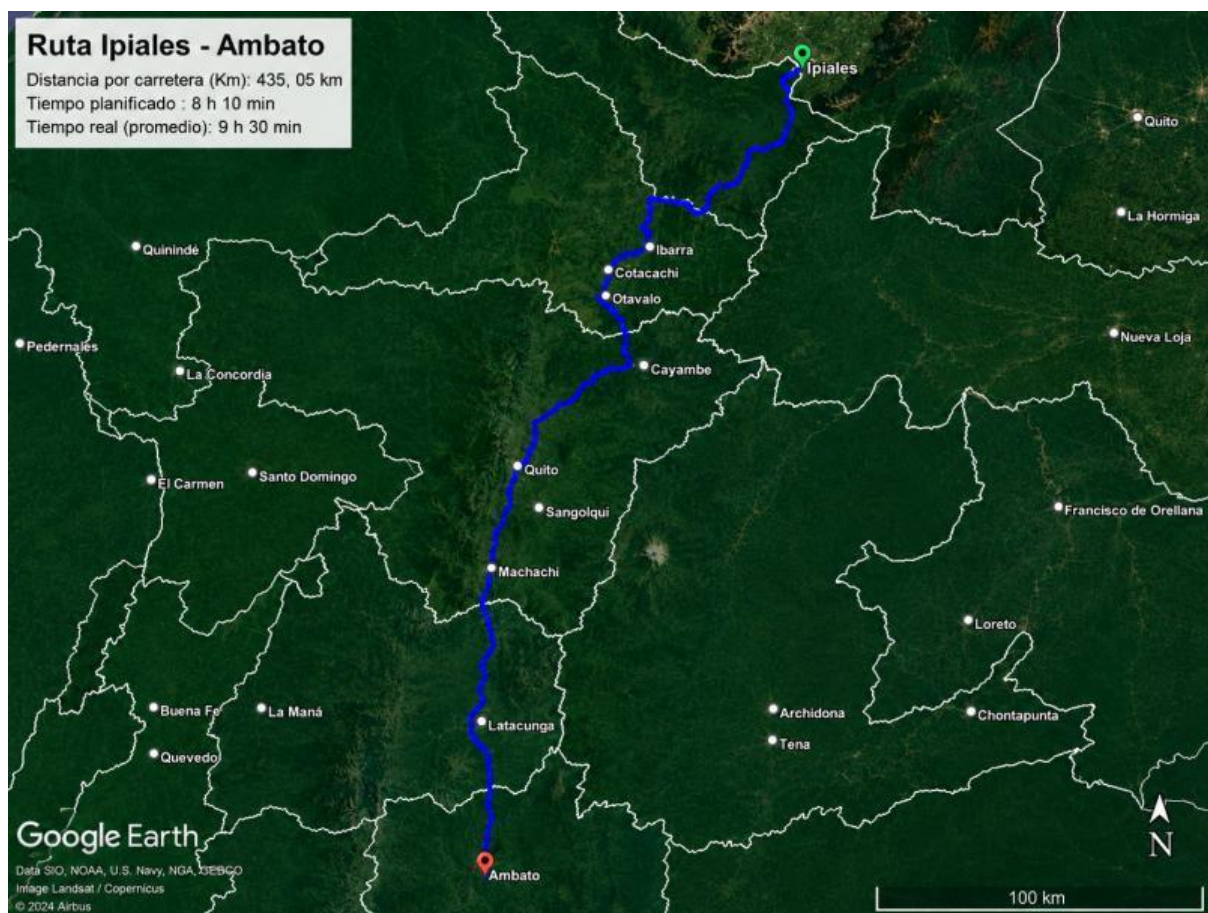 Ruta Ipiales - Ambato
Distancia por carretera (Km): 435, 05 km
Tiempo planificado : 8 h 10 min
Tiempo real (promedio): 9 h 30 min
Ipiales
Quito
La Hormiga
Quinindé
Ibarra
Cotacachi
Otavalo
Nueva Loja
Pedernales
Cayambe
La Concordia
Quito
Santo Domingo
El Carmen
Sangolqui
Francisco de Orellana
Machachi
Loreto
Buena Fe
La Maná
Archidona
Chontapunta
Latacunga
Tena
Quevedo
Google Earth
N
Data SIO, NOAA, U.S. Navy, NGA, GEBCO
Ambato
Image Landsat / Copernicus
100 km
© 2024 Airbus